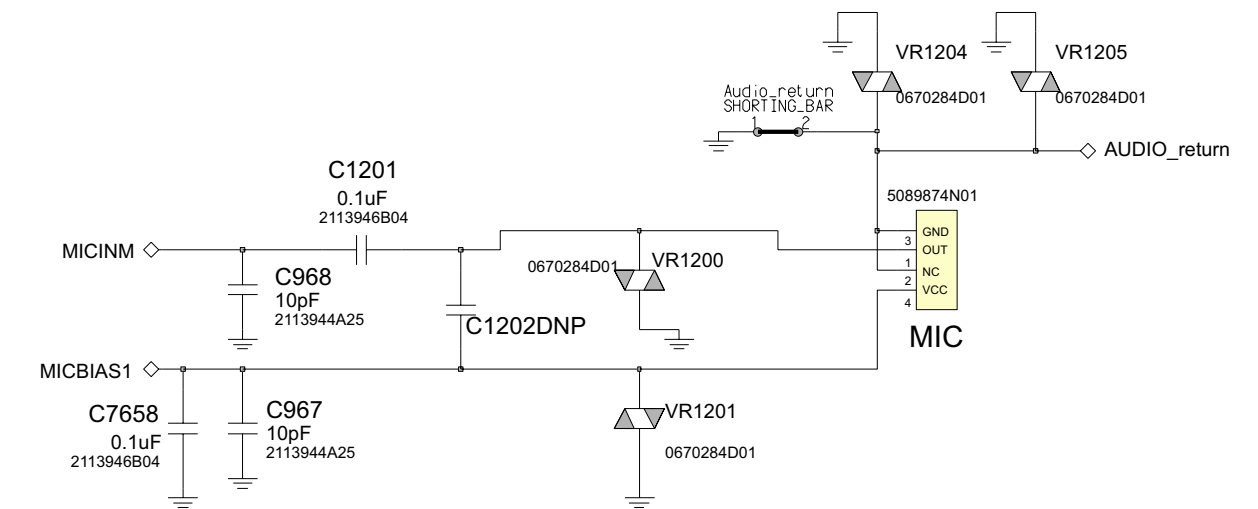 VR1204
VR1205
0670284D01
0670284D01
Audio_return
SHORTING_BAR
1
2
AUDIO_return
C1201
0.1uF
2113946B04
5089874N01
MICINM
GND
3
OUT
1
NC
2
VCC
4
MIC
C968
10pF
2113944A25
0670284D01
VR1200
C1202DNP
MICBIAS1
C7658
0.1uF
2113946B04
C967
10pF
2113944A25
VR1201
0670284D01